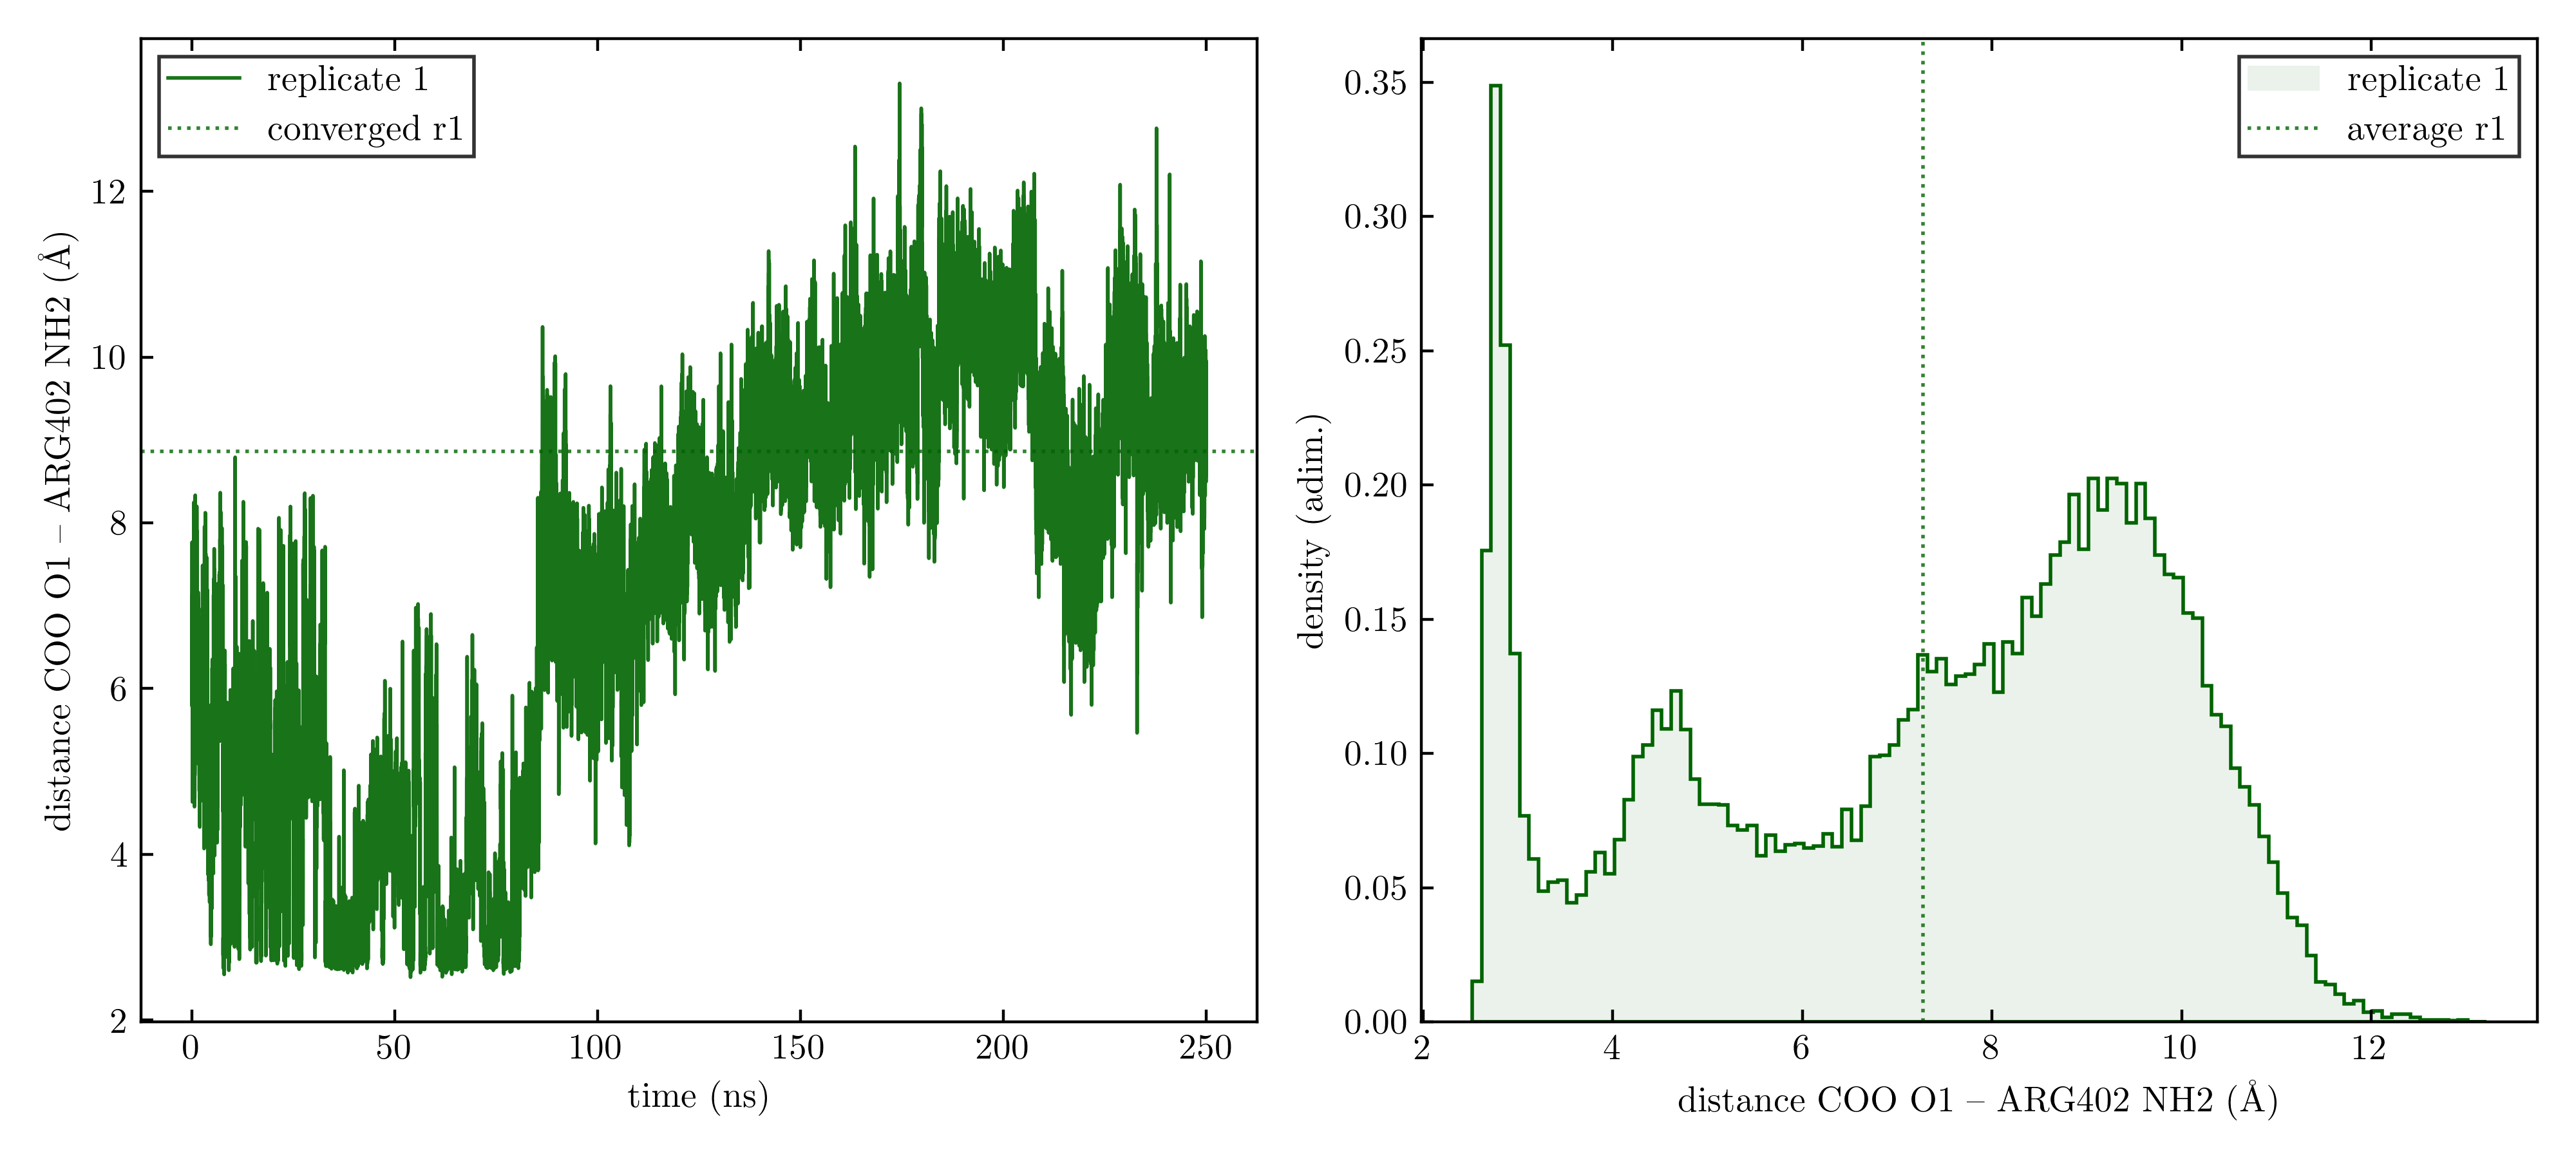 replicate 1
converged r1
distance COO O1 – ARG402 NH2 (Å)
12
10
8
6
4
2
0 50 100 150 200 250
time (ns)
replicate 1
average r1
density (adim.)
0.35
0.30
0.25
0.20
0.15
0.10
0.05
0.00
2 4 6 8 10 12
distance COO O1 – ARG402 NH2 (Å)